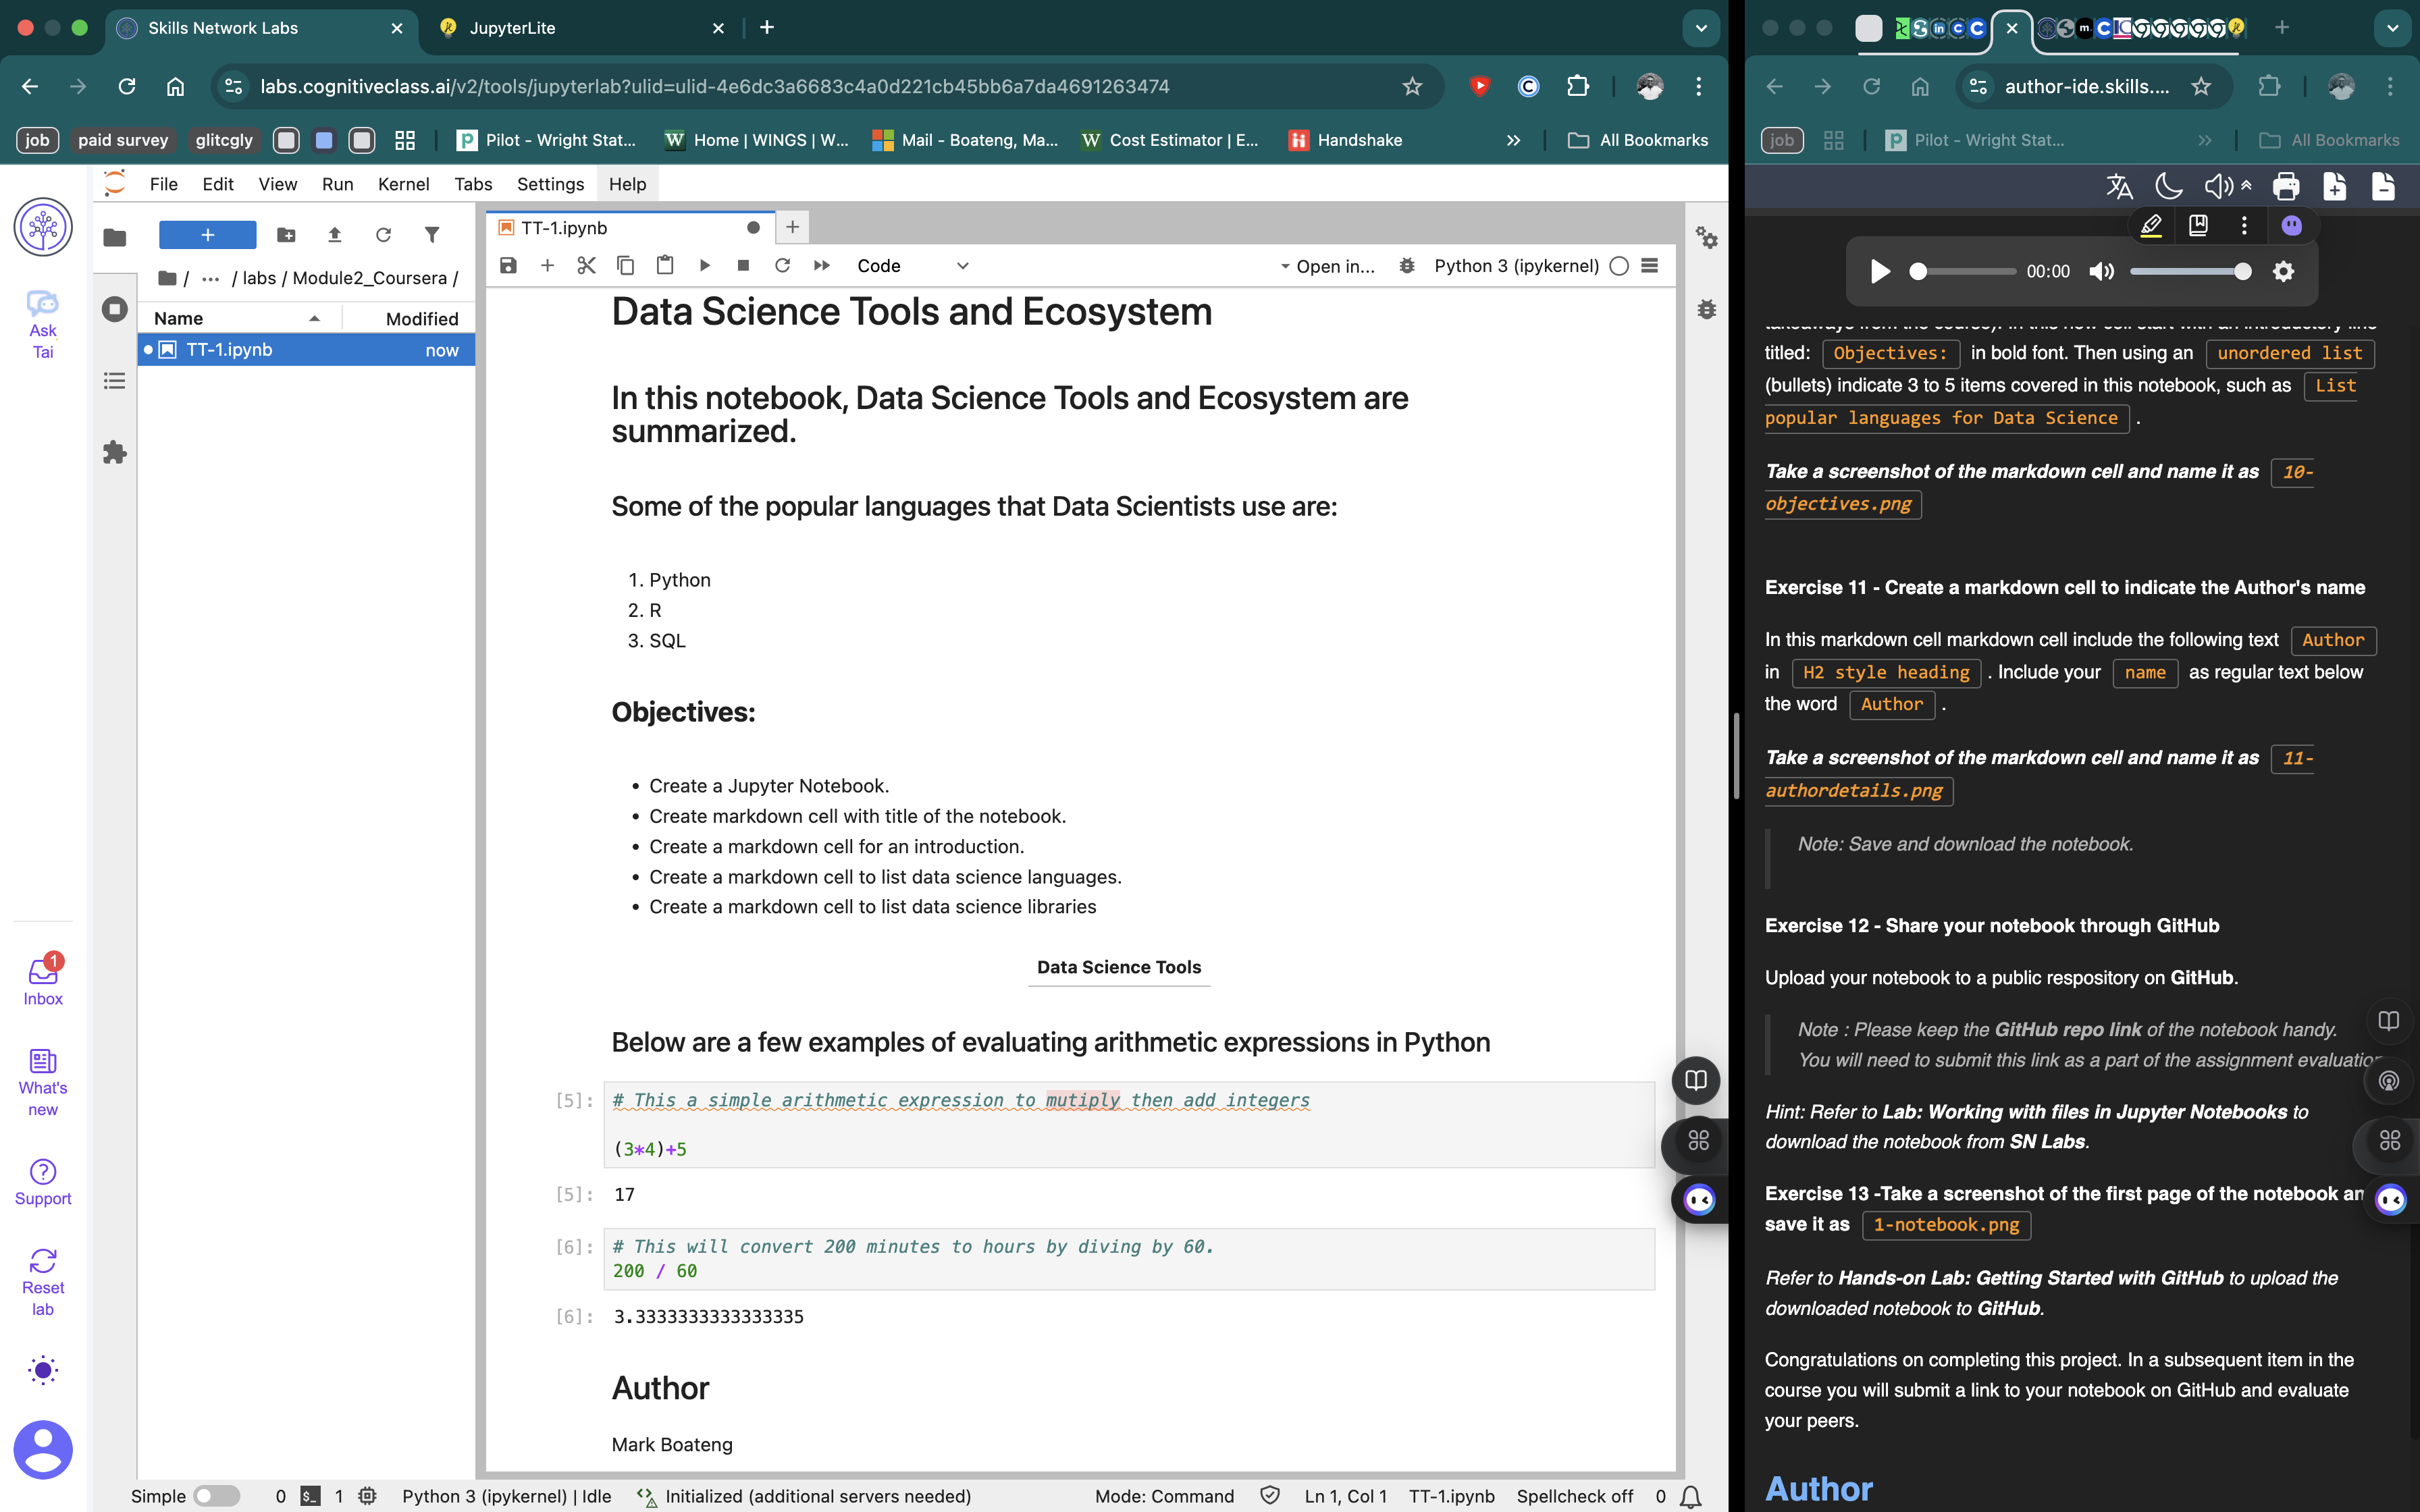 Skills Network Labs
JupyterLite
labs.cognitiveclass.ai/v2/tools/jupyterlab?ulid=ulid-4e6dc3a6683c4a0d221cb45bb6a7da4691263474
job
paid survey
glitcgly
Pilot - Wright Stat...
Home | WINGS | W...
Mail - Boateng, Ma...
Cost Estimator | E...
Handshake
All Bookmarks
Ask
Tai
Inbox
1
What's
new
Support
Reset
lab
File Edit View Run Kernel Tabs Settings Help
/ ... / labs / Module2_Coursera /
Name Modified
TT-1.ipynb now
TT-1.ipynb
Code
Open in...
Python 3 (ipykernel)
Data Science Tools and Ecosystem
In this notebook, Data Science Tools and Ecosystem are
summarized.
Some of the popular languages that Data Scientists use are:
1. Python
2. R
3. SQL
Objectives:
• Create a Jupyter Notebook.
• Create markdown cell with title of the notebook.
• Create a markdown cell for an introduction.
• Create a markdown cell to list data science languages.
• Create a markdown cell to list data science libraries
Data Science Tools
Below are a few examples of evaluating arithmetic expressions in Python
[5]: # This a simple arithmetic expression to mutiply then add integers
(3*4)+5
[5]: 17
[6]: # This will convert 200 minutes to hours by diving by 60.
200 / 60
[6]: 3.3333333333333335
Author
Mark Boateng
Simple 0 $_ 1 Python 3 (ipykernel) | Idle Initialized (additional servers needed) Mode: Command Ln 1, Col 1 TT-1.ipynb Spellcheck off 0
author-ide.skills....
job
Pilot - Wright Stat...
All Bookmarks
00:00
titled: Objectives: in bold font. Then using an unordered list
(bullets) indicate 3 to 5 items covered in this notebook, such as List
popular languages for Data Science .
Take a screenshot of the markdown cell and name it as 10-
objectives.png
Exercise 11 - Create a markdown cell to indicate the Author's name
In this markdown cell markdown cell include the following text Author
in H2 style heading . Include your name as regular text below
the word Author .
Take a screenshot of the markdown cell and name it as 11-
authordetails.png
Note: Save and download the notebook.
Exercise 12 - Share your notebook through GitHub
Upload your notebook to a public respository on GitHub.
Note : Please keep the GitHub repo link of the notebook handy.
You will need to submit this link as a part of the assignment
Hint: Refer to Lab: Working with files in Jupyter Notebooks to
download the notebook from SN Labs.
Exercise 13 -Take a screenshot of the first page of the notebook
save it as 1-notebook.png
Refer to Hands-on Lab: Getting Started with GitHub to upload the
downloaded notebook to GitHub.
Congratulations on completing this project. In a subsequent item in the
course you will submit a link to your notebook on GitHub and evaluate
your peers.
Author